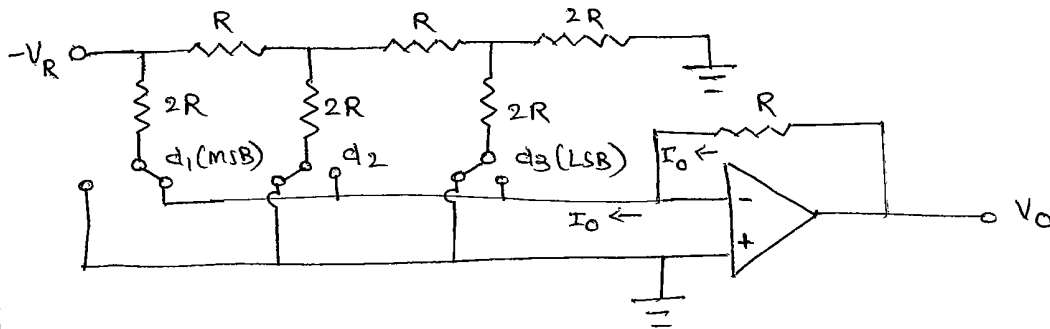 R
R
2R
-V_R
2R
2R
2R
R
d₁(MSB)
d₂
d₃(LSB)
I₀ ←
I₀ ←
-
+
V₀